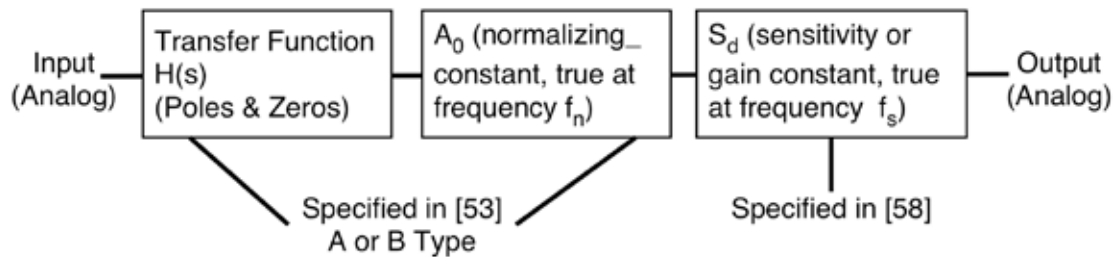 Input
(Analog)
Transfer Function
H(s)
(Poles & Zeros)
A0 (normalizing_
constant, true at
frequency fn)
Sd (sensitivity or
gain constant, true
at frequency fs)
Output
(Analog)
Specified in [53]
A or B Type
Specified in [58]